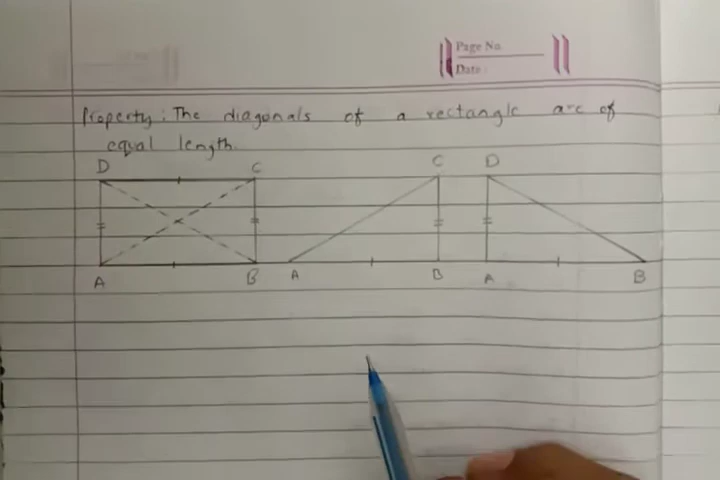 Page No.
Date :
Property : The diagonals of a rectangle are of
equal length.
D C C D
A B A B A B